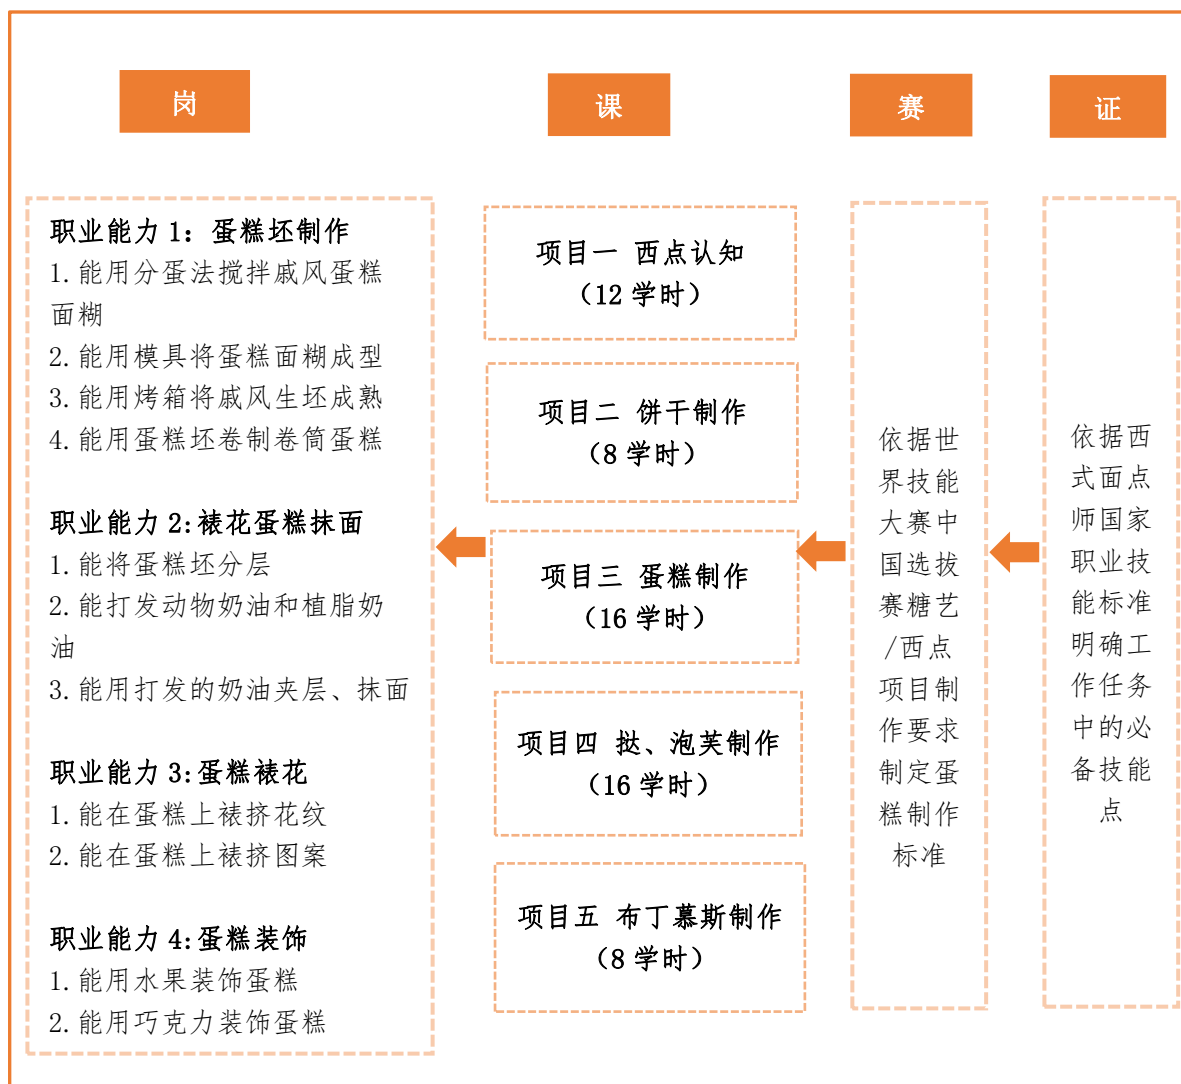 岗
课
赛
证
职业能力 1：蛋糕坯制作
1.能用分蛋法搅拌戚风蛋糕
面糊
2.能用模具将蛋糕面糊成型
3.能用烤箱将戚风生坯成熟
4.能用蛋糕坯卷制卷筒蛋糕
职业能力 2:裱花蛋糕抹面
1.能将蛋糕坯分层
2.能打发动物奶油和植脂奶
油
3.能用打发的奶油夹层、抹面
职业能力 3:蛋糕裱花
1.能在蛋糕上裱挤花纹
2.能在蛋糕上裱挤图案
职业能力 4:蛋糕装饰
1.能用水果装饰蛋糕
2.能用巧克力装饰蛋糕
项目一 西点认知
（12 学时）
项目二 饼干制作
（8 学时）
项目三 蛋糕制作
（16 学时）
项目四 挞、泡芙制作
（16 学时）
项目五 布丁慕斯制作
（8 学时）
依据世
界技能
大赛中
国选拔
赛糖艺
/西点
项目制
作要求
制定蛋
糕制作
标准
依据西
式面点
师国家
职业技
能标准
明确工
作任务
中的必
备技能
点